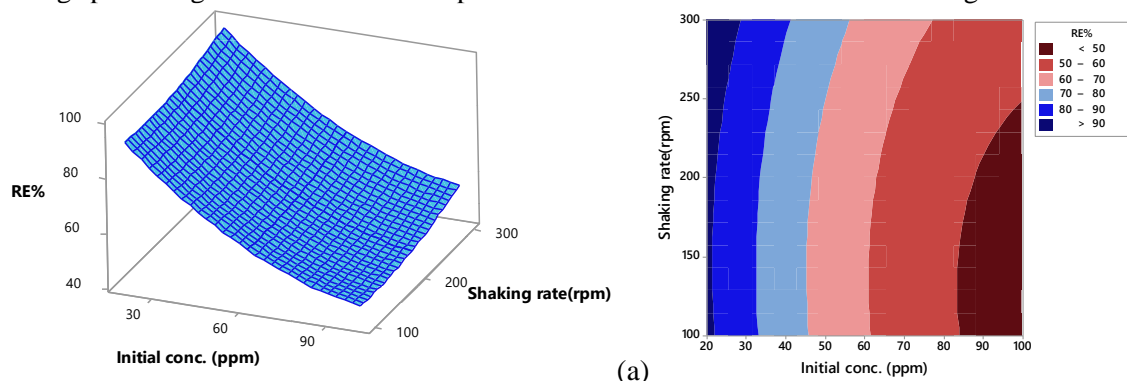 100
80
RE%
60
40
30
60
90
Initial conc. (ppm)
300
200
100
Shaking rate(rpm)
(a)
300
250
200
150
100
Shaking rate(rpm)
20 30 40 50 60 70 80 90 100
Initial conc. (ppm)
RE%
< 50
50 – 60
60 – 70
70 – 80
80 – 90
> 90